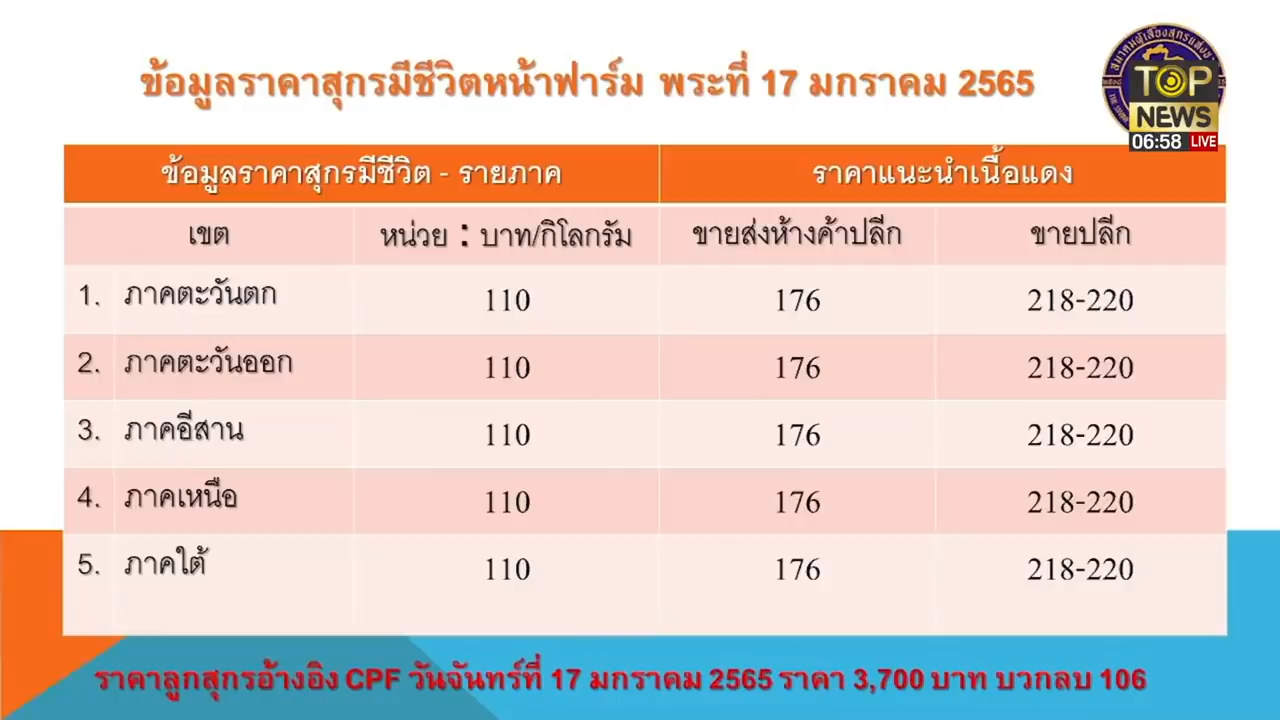 ข้อมูลราคาสุกรมีชีวิตหน้าฟาร์ม พระที่ 17 มกราคม 2565
TOP
NEWS
06:58 LIVE
ข้อมูลราคาสุกรมีชีวิต - รายภาค ราคาแนะนำเนื้อแดง
เขต หน่วย : บาท/กิโลกรัม ขายส่งห้างค้าปลีก ขายปลีก
1. ภาคตะวันตก 110 176 218-220
2. ภาคตะวันออก 110 176 218-220
3. ภาคอีสาน 110 176 218-220
4. ภาคเหนือ 110 176 218-220
5. ภาคใต้ 110 176 218-220
ราคาลูกสุกรอ้างอิง CPF วันจันทร์ที่ 17 มกราคม 2565 ราคา 3,700 บาท บวกลบ 106